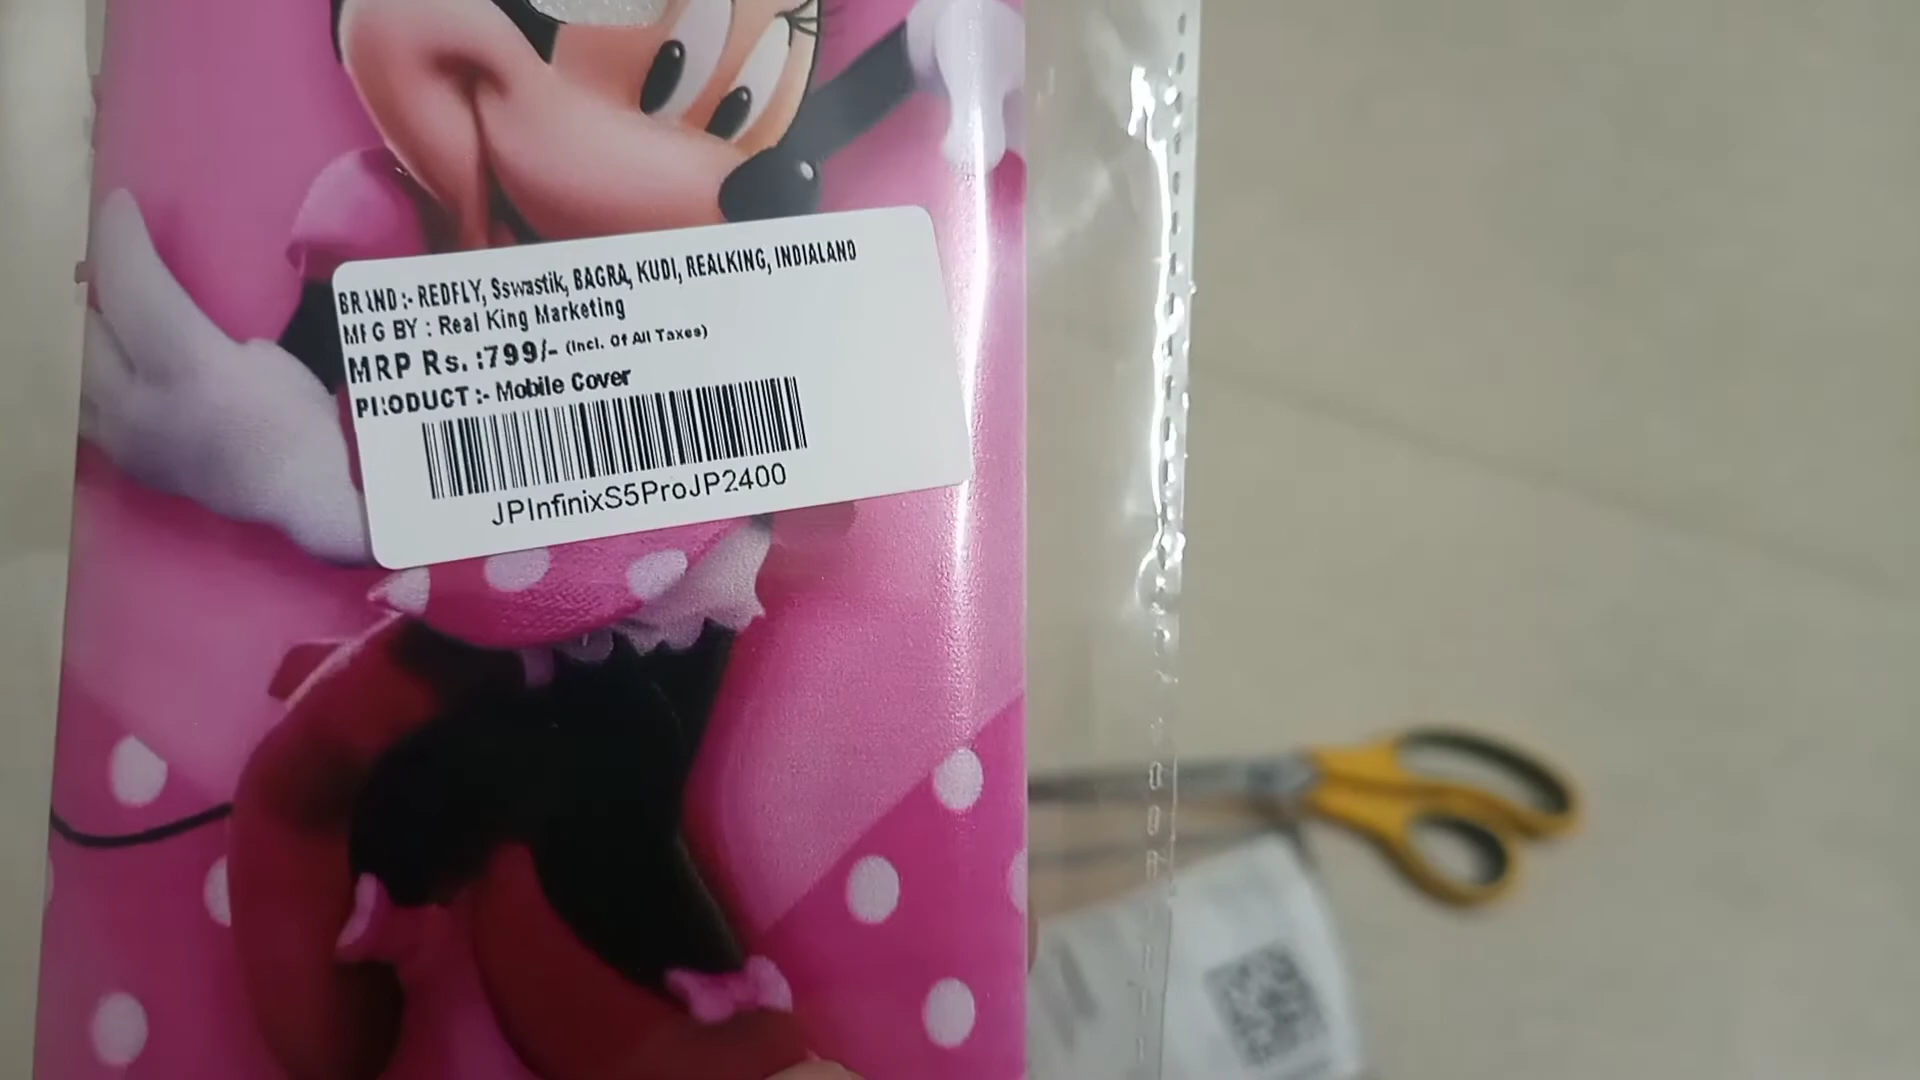 BRAND :- REDFLY, Sswastik, BAGRA, KUDI, REALKING, INDIALAND
MFG BY : Real King Marketing
MRP Rs. :799/- (Incl. Of All Taxes)
PRODUCT :- Mobile Cover
JPInfinixS5ProJP2400